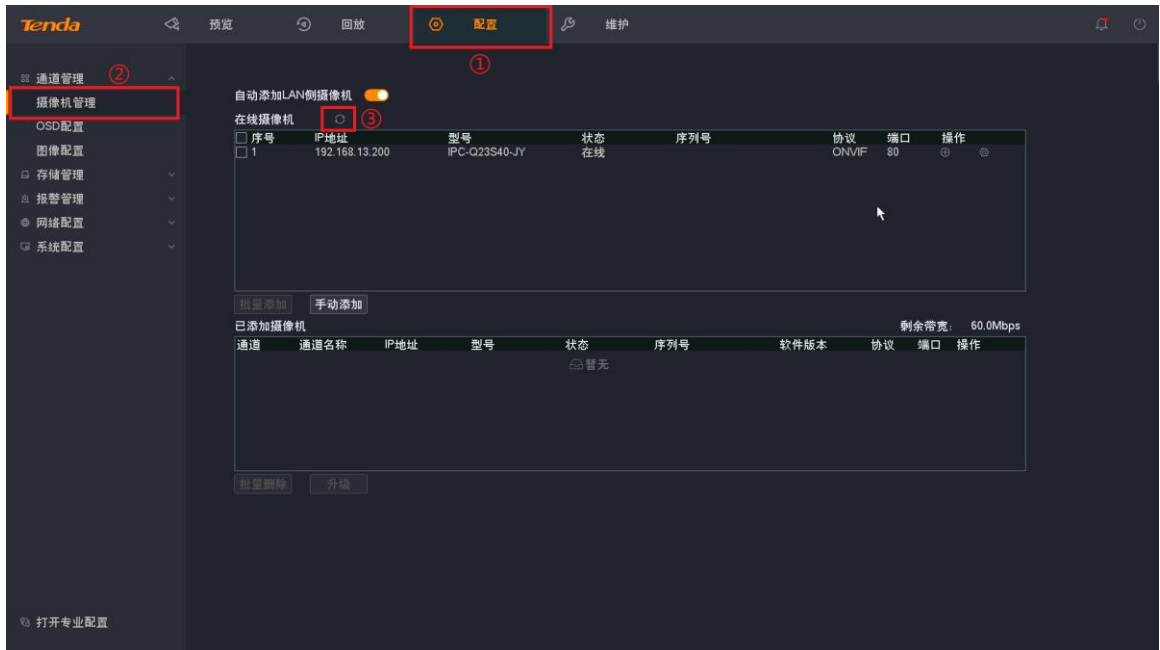 Tenda 预览 回放 配置 维护
①
通道管理 ②
摄像机管理
OSD配置
图像配置
存储管理
报警管理
网络配置
系统配置
打开专业配置
自动添加LAN侧摄像机
在线摄像机 ③
序号 IP地址 型号 状态 序列号 协议 端口 操作
1 192.168.13.200 IPC-Q23S40-JY 在线 ONVIF 80
批量添加 手动添加
已添加摄像机 剩余带宽: 60.0Mbps
通道 通道名称 IP地址 型号 状态 序列号 软件版本 协议 端口 操作
暂无
批量删除 升级